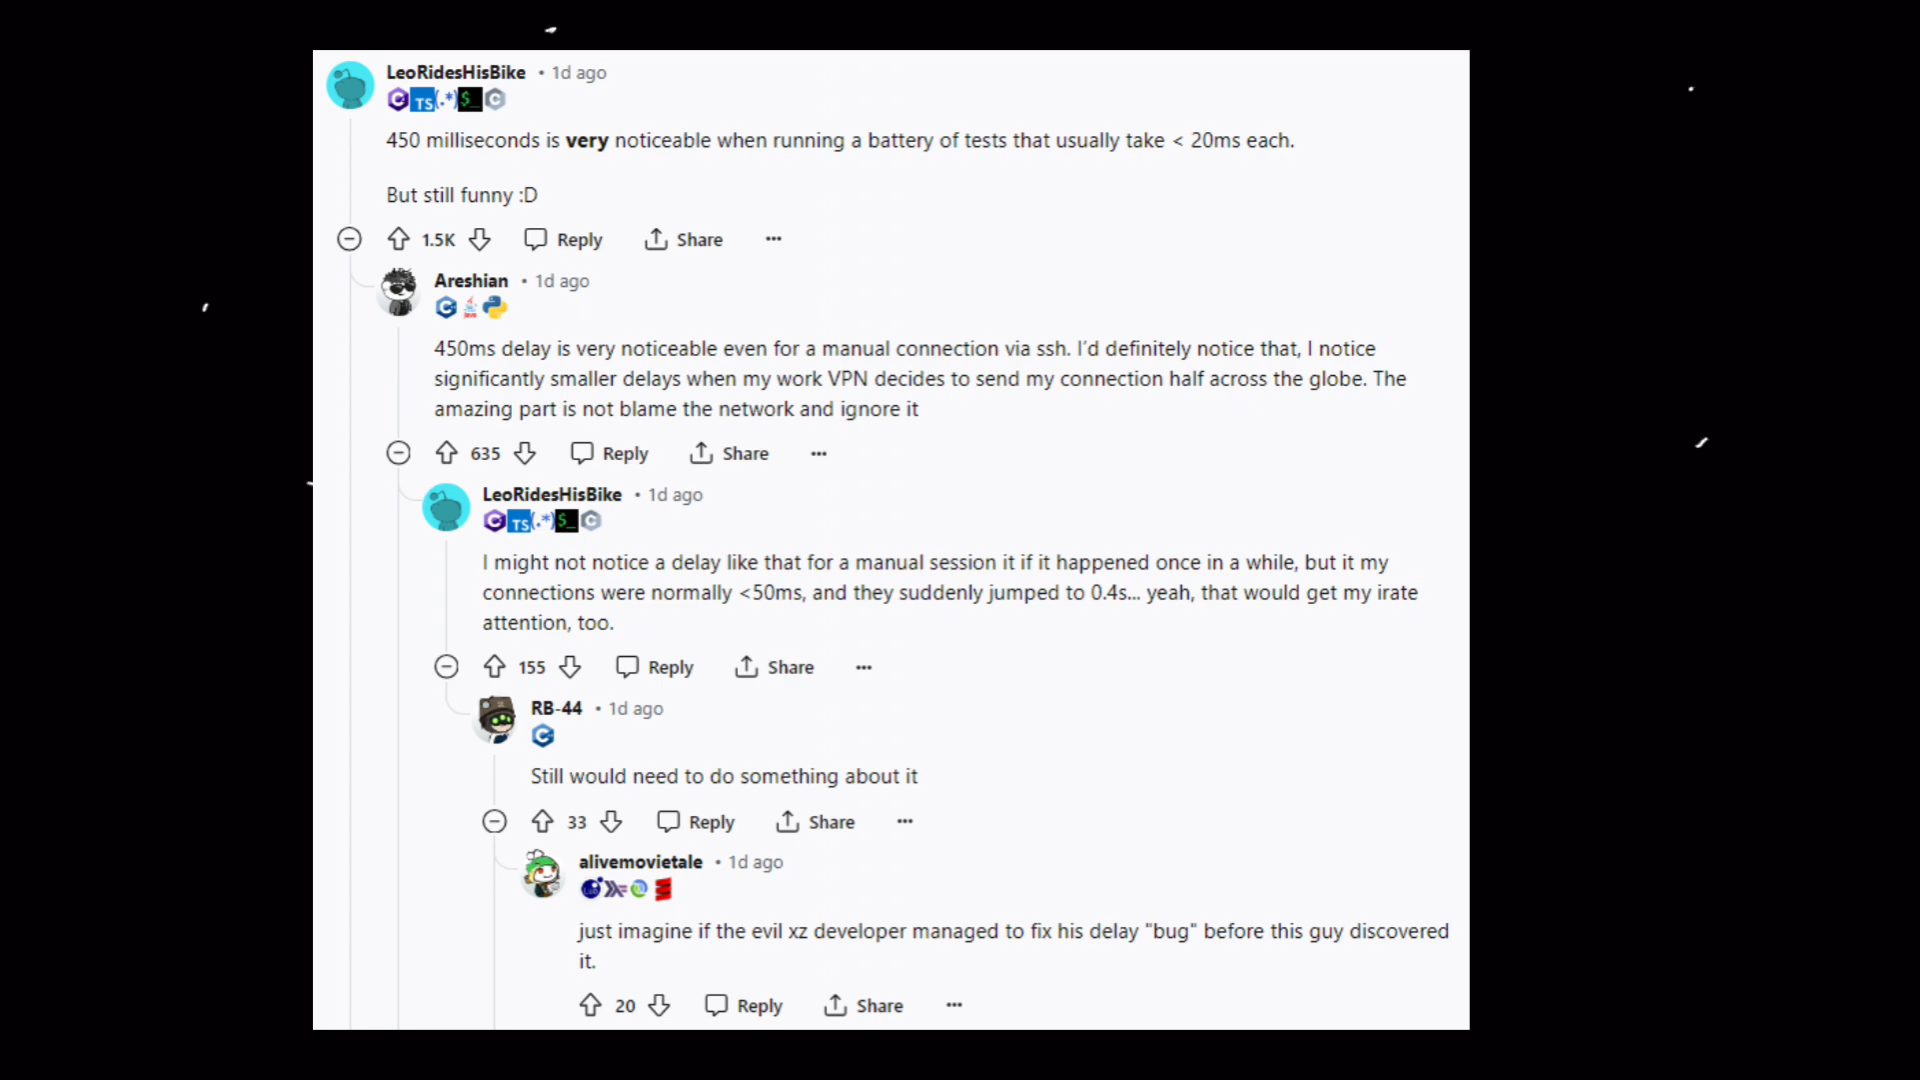 LeoRidesHisBike • 1d ago
TS (.*) $_
450 milliseconds is very noticeable when running a battery of tests that usually take < 20ms each.
But still funny :D
1.5K Reply Share ...
Areshian • 1d ago
450ms delay is very noticeable even for a manual connection via ssh. I'd definitely notice that, I notice
significantly smaller delays when my work VPN decides to send my connection half across the globe. The
amazing part is not blame the network and ignore it
635 Reply Share ...
LeoRidesHisBike • 1d ago
TS (.*) $_
I might not notice a delay like that for a manual session it if it happened once in a while, but it my
connections were normally <50ms, and they suddenly jumped to 0.4s... yeah, that would get my irate
attention, too.
155 Reply Share ...
RB-44 • 1d ago
Still would need to do something about it
33 Reply Share ...
alivemovietale • 1d ago
just imagine if the evil xz developer managed to fix his delay "bug" before this guy discovered
it.
20 Reply Share ...